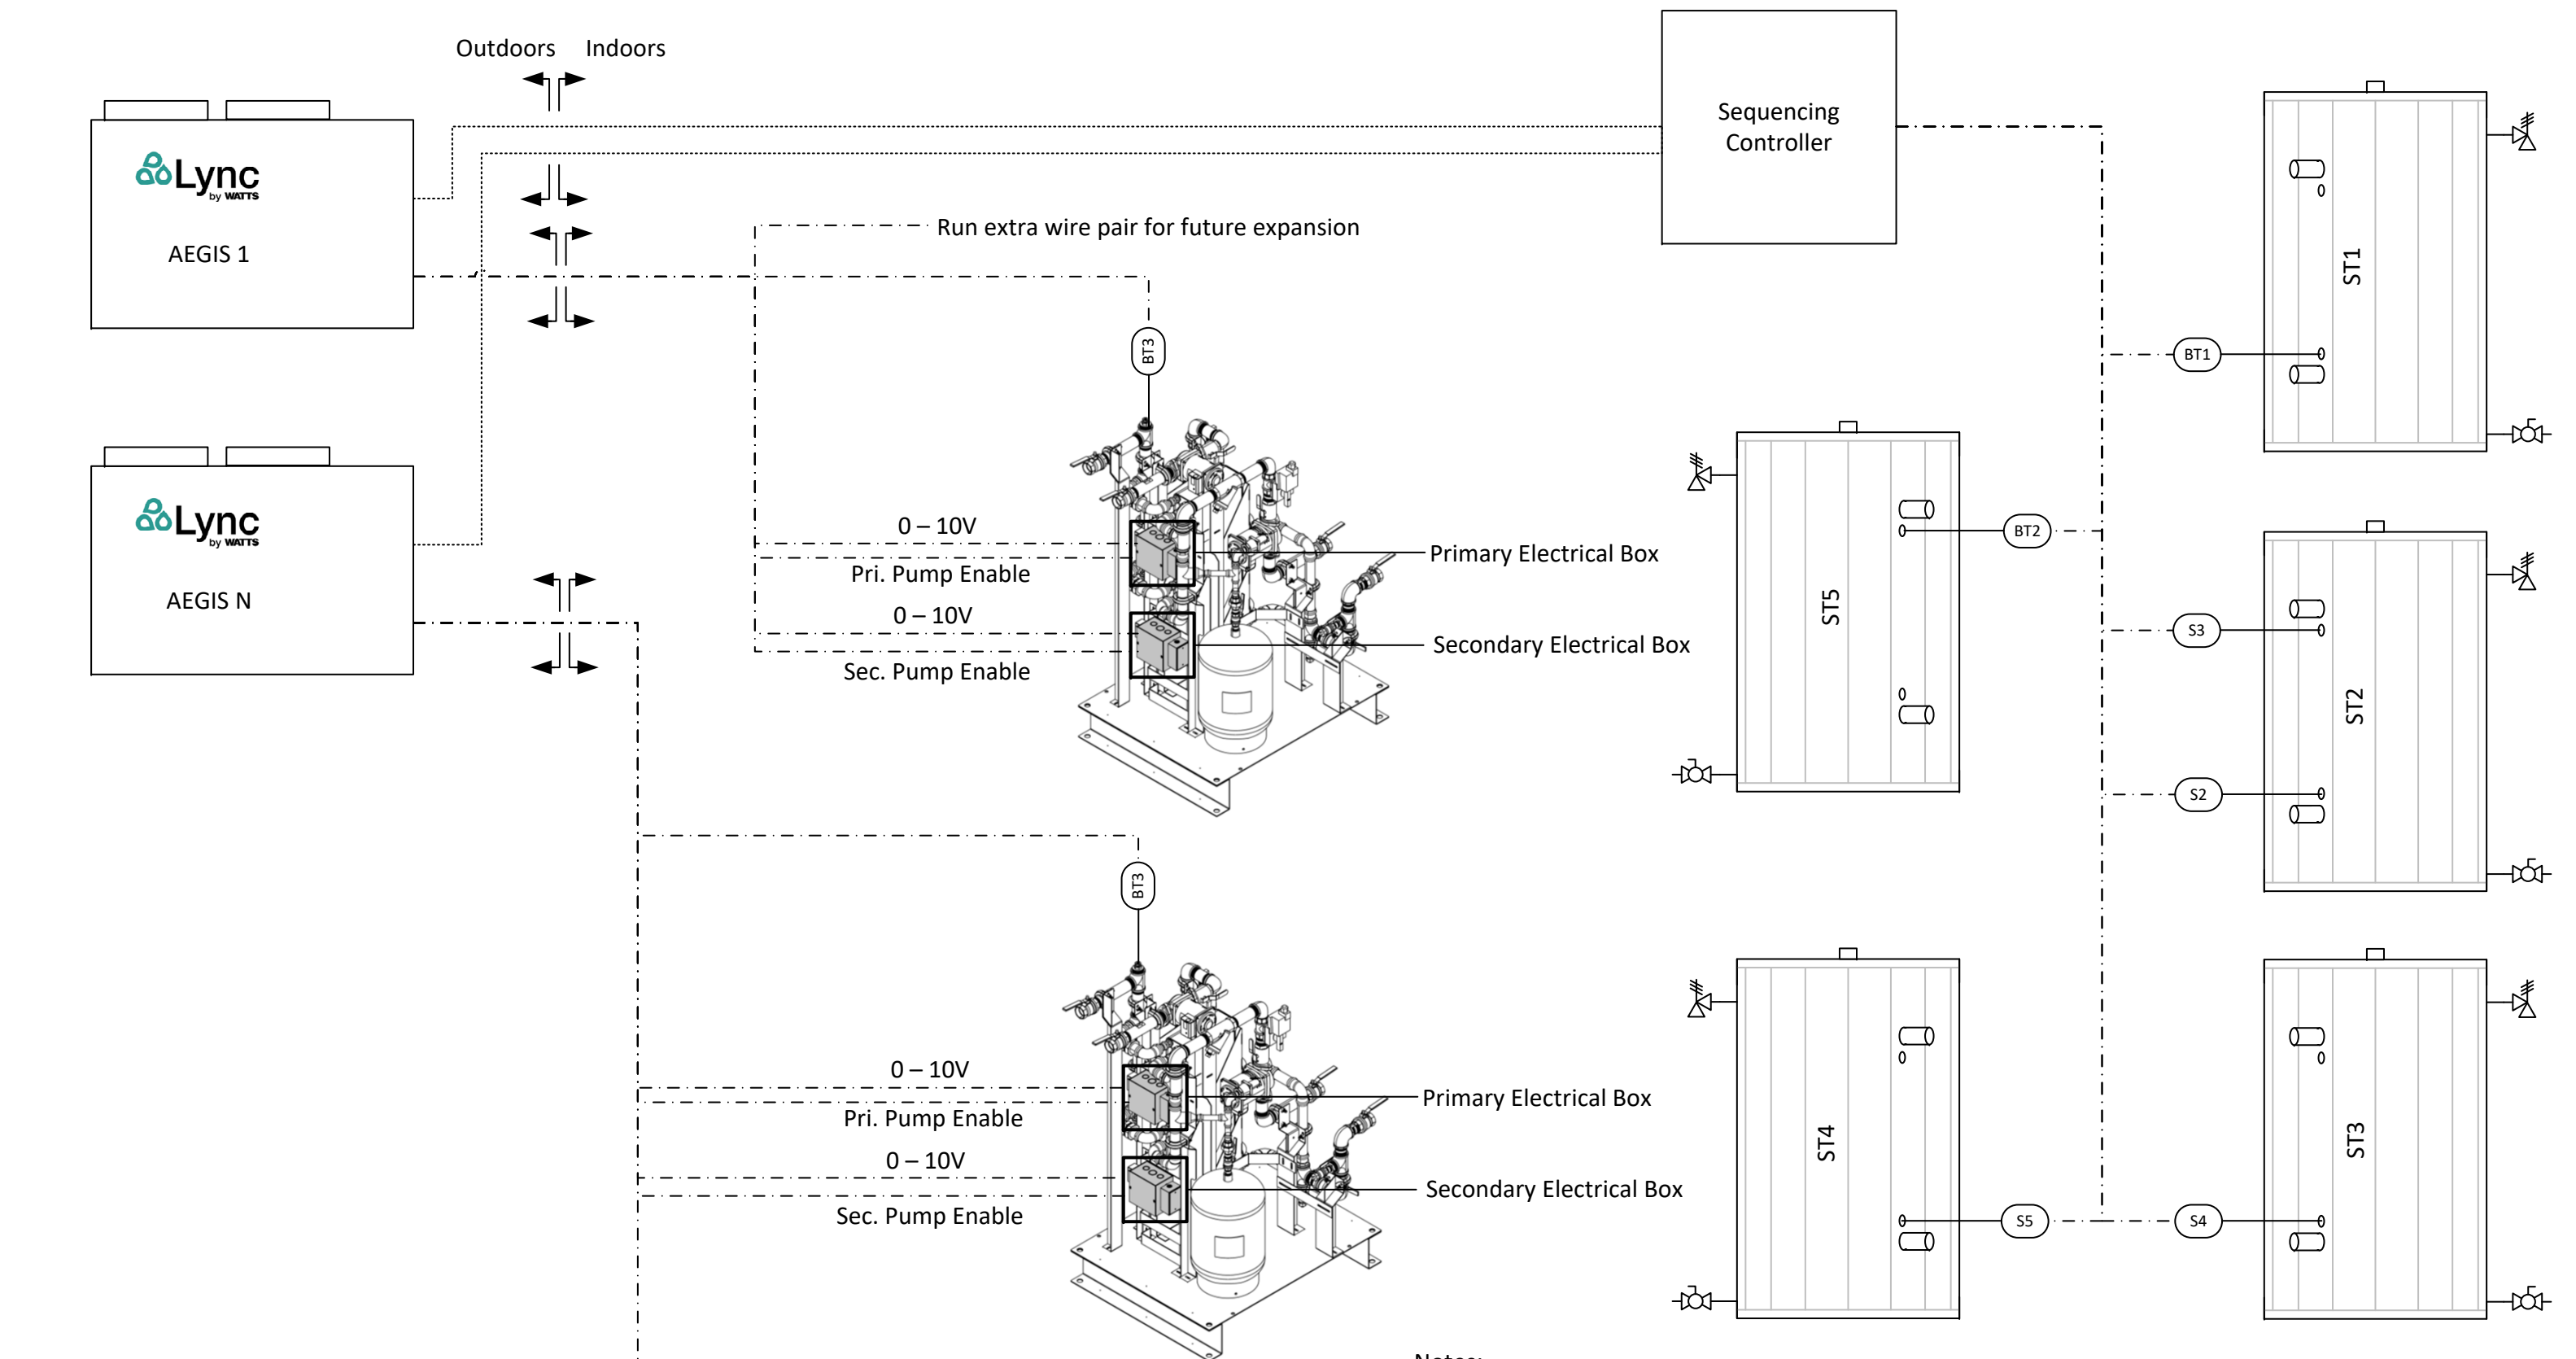 Outdoors
Indoors
Lync
by WATTS
AEGIS 1
Sequencing
Controller
Run extra wire pair for future expansion
ST1
BT3
BT1
Lync
by WATTS
AEGIS N
0 – 10V
Pri. Pump Enable
0 – 10V
Sec. Pump Enable
Primary Electrical Box
Secondary Electrical Box
BT2
ST5
S3
ST2
S2
BT3
0 – 10V
Pri. Pump Enable
0 – 10V
Sec. Pump Enable
Primary Electrical Box
Secondary Electrical Box
ST4
ST3
S5
S4
Notes: